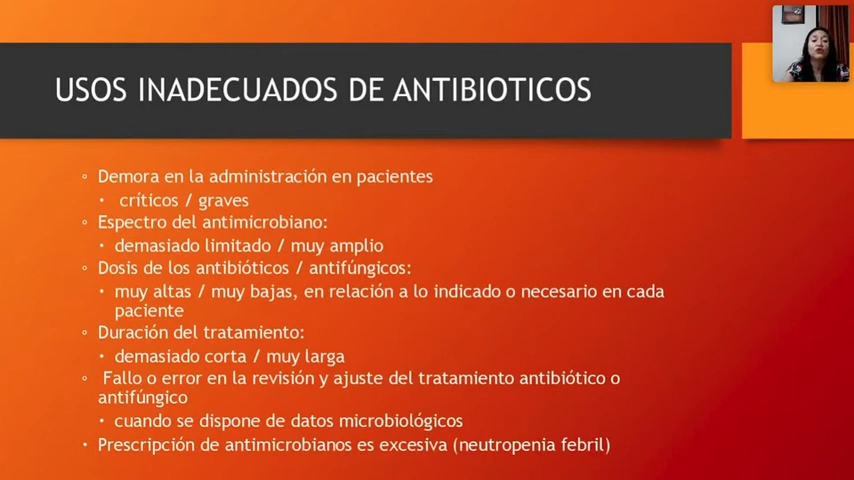 USOS INADECUADOS DE ANTIBIOTICOS
◦ Demora en la administración en pacientes
• críticos / graves
◦ Espectro del antimicrobiano:
• demasiado limitado / muy amplio
◦ Dosis de los antibióticos / antifúngicos:
• muy altas / muy bajas, en relación a lo indicado o necesario en cada
paciente
◦ Duración del tratamiento:
• demasiado corta / muy larga
◦ Fallo o error en la revisión y ajuste del tratamiento antibiótico o
antifúngico
• cuando se dispone de datos microbiológicos
• Prescripción de antimicrobianos es excesiva (neutropenia febril)